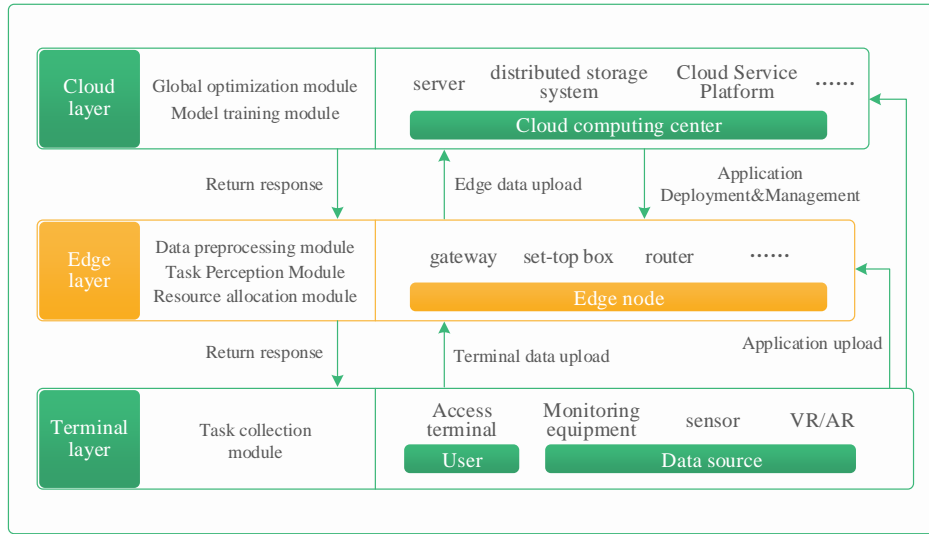 Cloud
layer
Global optimization module
Model training module
server
distributed storage
system
Cloud Service
Platform
......
Cloud computing center
Return response
Edge data upload
Application
Deployment&Management
Edge
layer
Data preprocessing module
Task Perception Module
Resource allocation module
gateway
set-top box
router
......
Edge node
Return response
Terminal data upload
Application upload
Terminal
layer
Task collection
module
Access
terminal
Monitoring
equipment
sensor
VR/AR
User
Data source